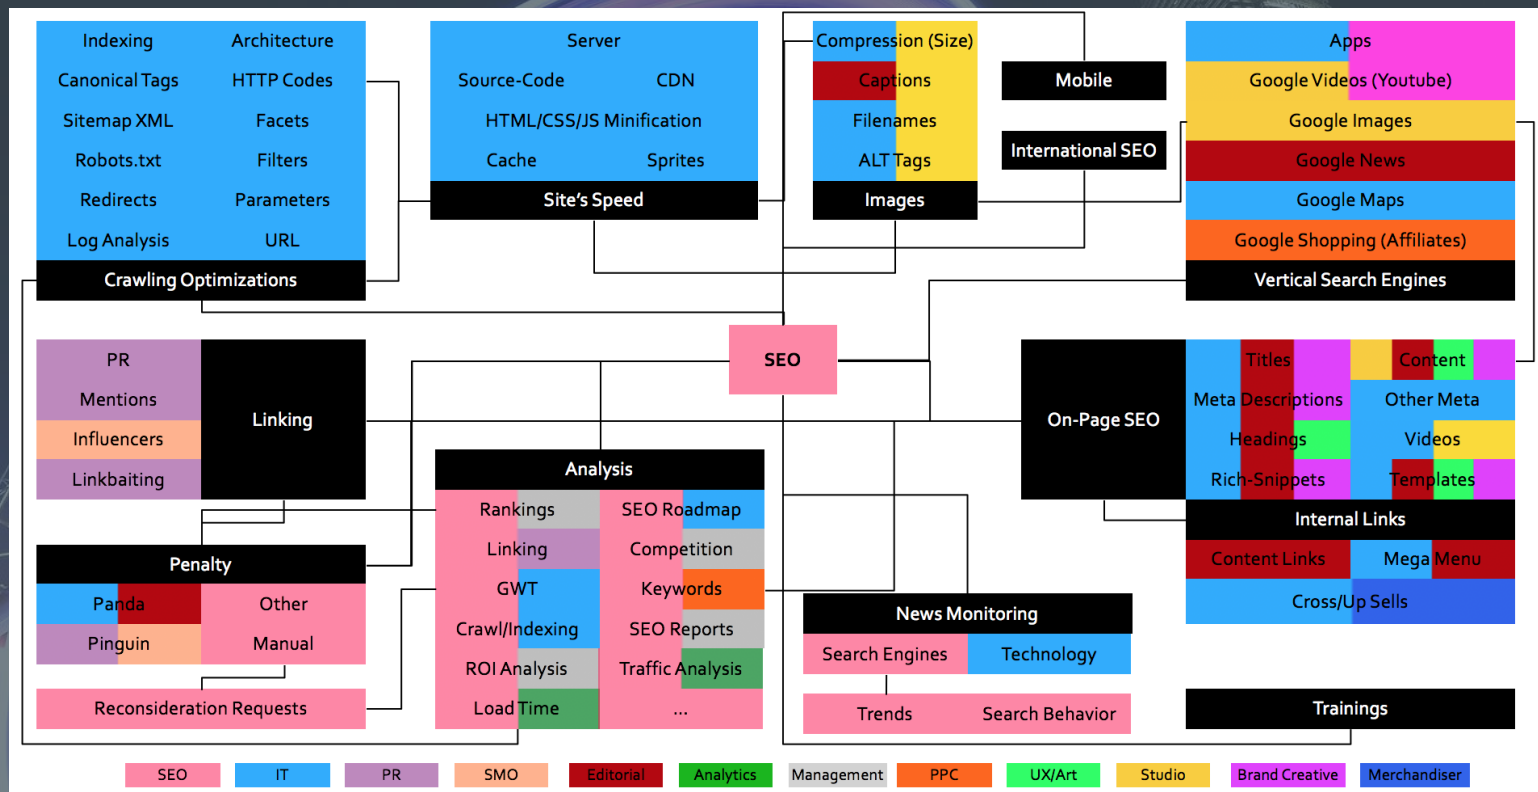 Indexing Architecture
Canonical Tags HTTP Codes
Sitemap XML Facets
Robots.txt Filters
Redirects Parameters
Log Analysis URL
Crawling Optimizations
Server
Source-Code CDN
HTML/CSS/JS Minification
Cache Sprites
Site's Speed
Compression (Size)
Captions
Filenames
ALT Tags
Images
Mobile
International SEO
Apps
Google Videos (Youtube)
Google Images
Google News
Google Maps
Google Shopping (Affiliates)
Vertical Search Engines
SEO
PR
Mentions
Influencers
Linkbaiting
Linking
On-Page SEO
Titles Content
Meta Descriptions Other Meta
Headings Videos
Rich-Snippets Templates
Internal Links
Content Links Mega Menu
Cross/Up Sells
Analysis
Rankings SEO Roadmap
Linking Competition
GWT Keywords
Crawl/Indexing SEO Reports
ROI Analysis Traffic Analysis
Load Time ...
Penalty
Panda Other
Pinguin Manual
Reconsideration Requests
News Monitoring
Search Engines Technology
Trends Search Behavior
Trainings
SEO IT PR SMO Editorial Analytics Management PPC UX/Art Studio Brand Creative Merchandiser